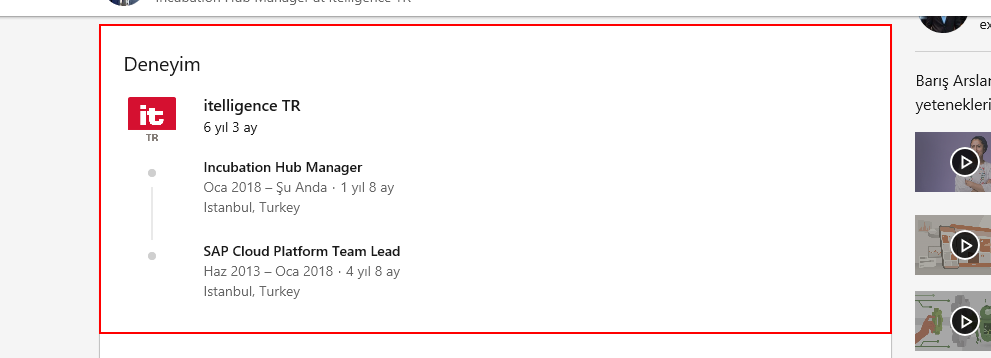 Incubation Hub Manager at itelligence TR
Deneyim
it
TR
itelligence TR
6 yıl 3 ay
Incubation Hub Manager
Oca 2018 – Şu Anda · 1 yıl 8 ay
Istanbul, Turkey
SAP Cloud Platform Team Lead
Haz 2013 – Oca 2018 · 4 yıl 8 ay
Istanbul, Turkey
ex
Barış Arslan
yetenekleri